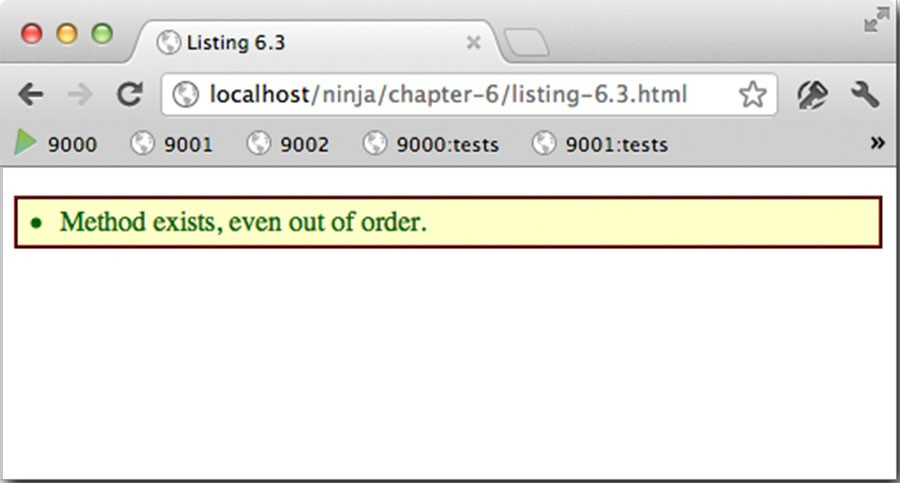 Listing 6.3
localhost/ninja/chapter-6/listing-6.3.html
9000 9001 9002 9000:tests 9001:tests »
• Method exists, even out of order.